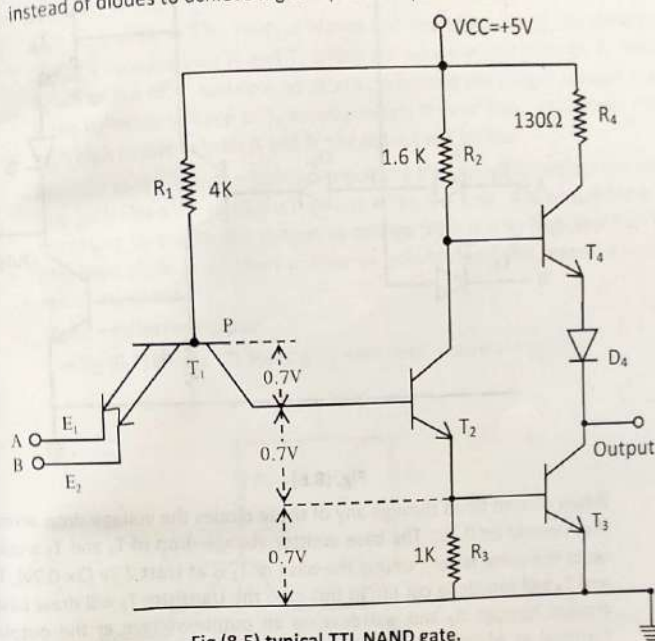 instead of diodes to
VCC=+5V
130Ω R₄
1.6 K R₂
R₁ 4K
T₄
P
T₁
0.7V
D₄
E₁
A
B
E₂
T₂
0.7V
Output
T₃
0.7V
1K R₃
Fig (8.5) typical TTL NAND gate.